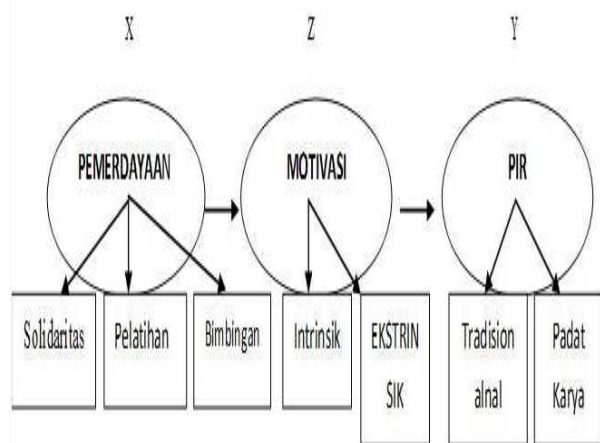 X Z Y
PEMERDAYAAN MOTIVASI PIR
Solidaritas Pelatihan Bimbingan Intrinsik EKSTRIN Tradision Padat
SIK alnal Karya